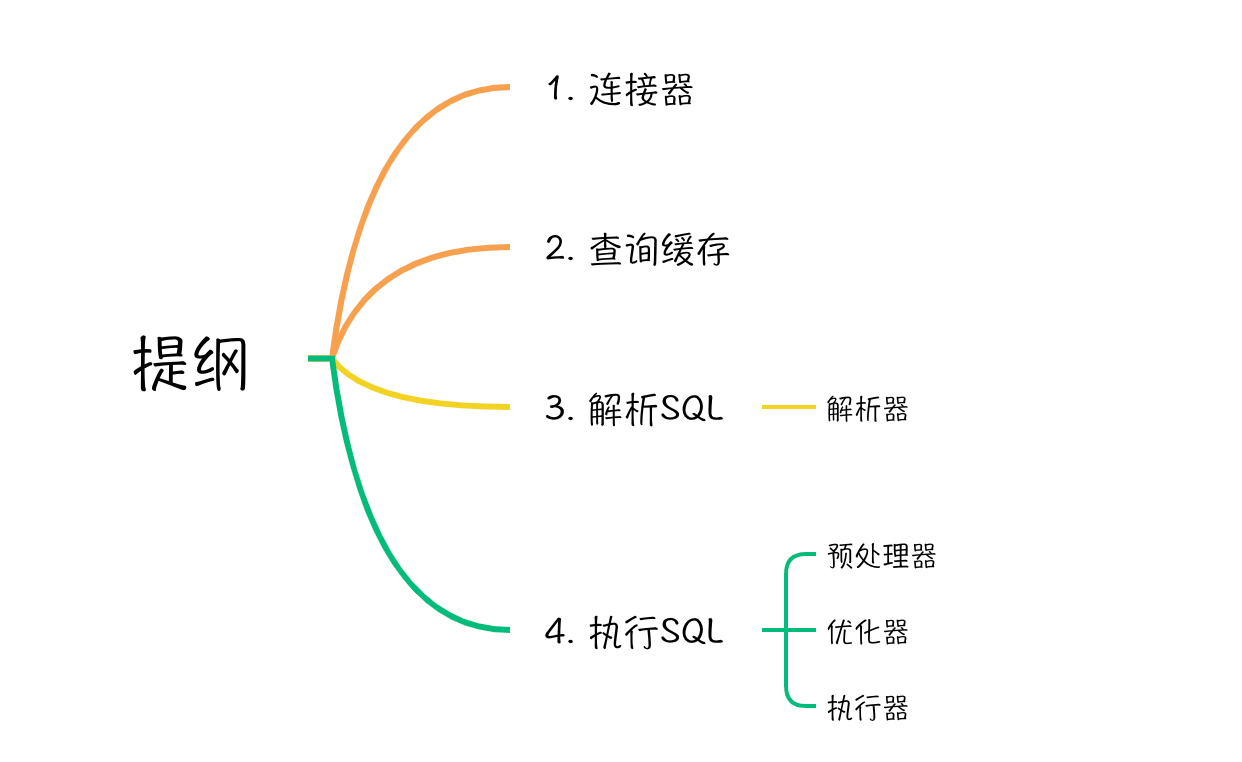 提纲
1. 连接器
2. 查询缓存
3. 解析SQL
解析器
4. 执行SQL
预处理器
优化器
执行器